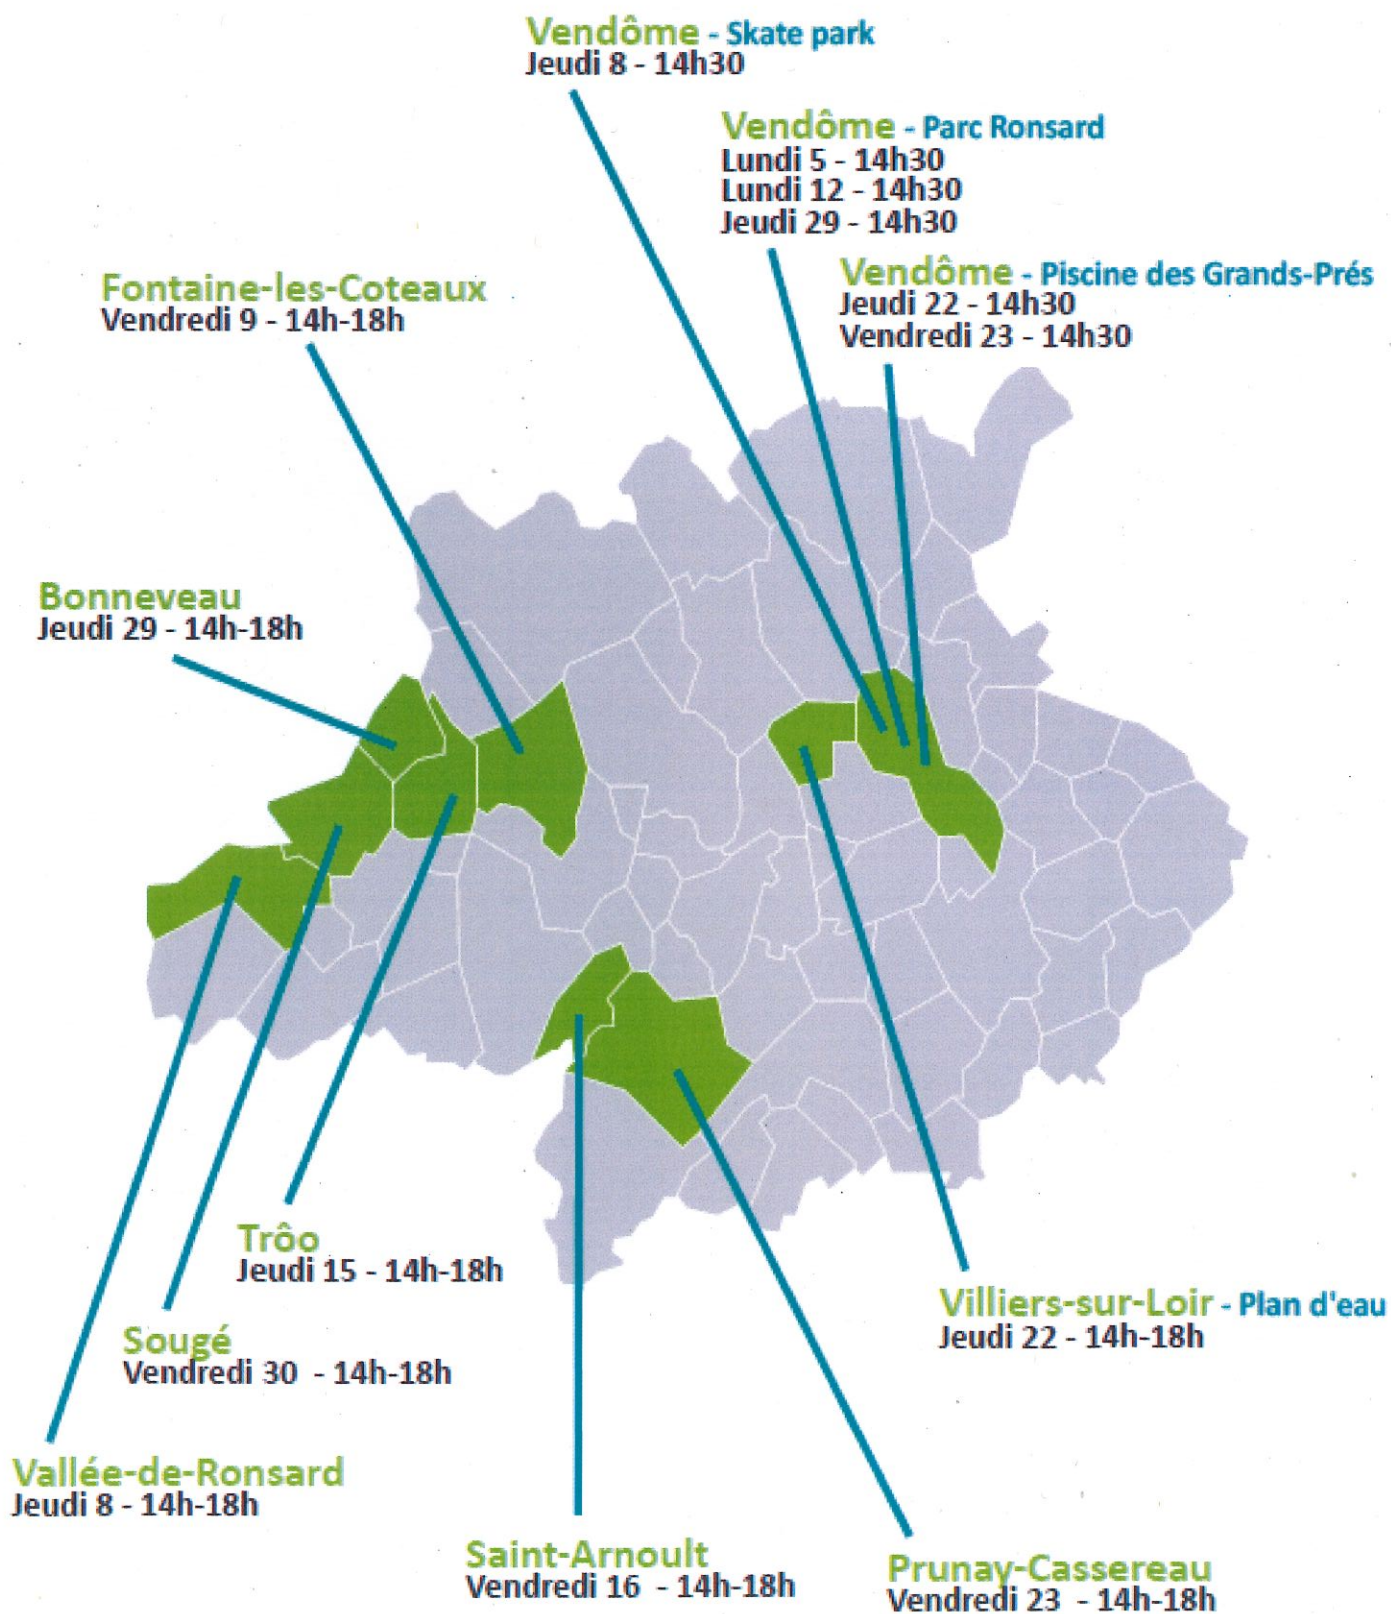 Vendôme - Skate park
Jeudi 8 - 14h30
Vendôme - Parc Ronsard
Lundi 5 - 14h30
Lundi 12 - 14h30
Jeudi 29 - 14h30
Vendôme - Piscine des Grands-Prés
Jeudi 22 - 14h30
Vendredi 23 - 14h30
Fontaine-les-Coteaux
Vendredi 9 - 14h-18h
Bonneveau
Jeudi 29 - 14h-18h
Trôo
Jeudi 15 - 14h-18h
Villiers-sur-Loir - Plan d'eau
Jeudi 22 - 14h-18h
Sougé
Vendredi 30 - 14h-18h
Vallée-de-Ronsard
Jeudi 8 - 14h-18h
Saint-Arnoult
Vendredi 16 - 14h-18h
Prunay-Cassereau
Vendredi 23 - 14h-18h